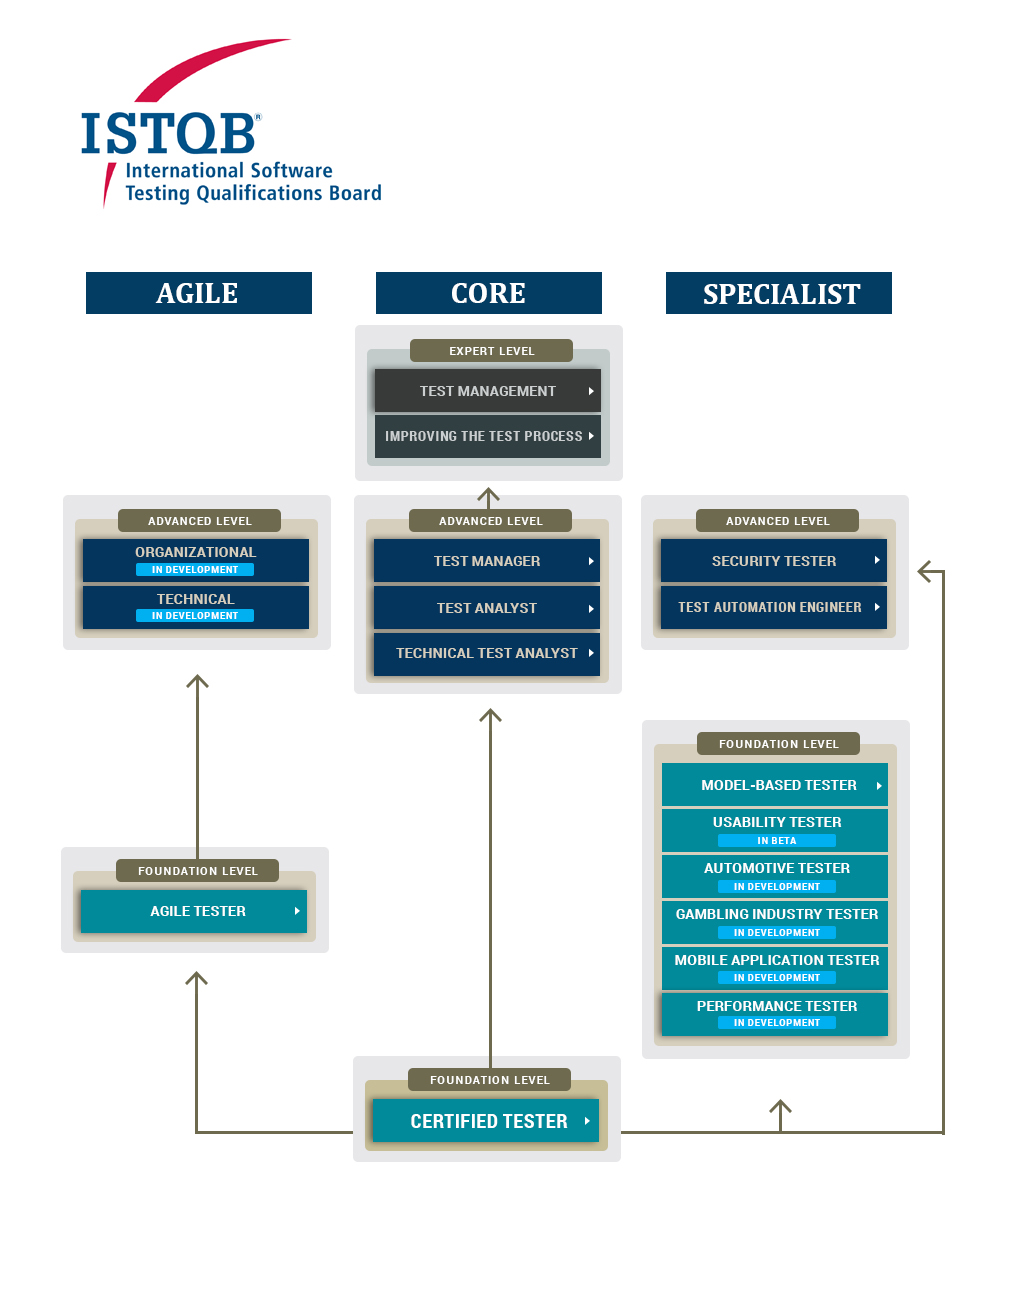 ISTQB®
International Software
Testing Qualifications Board
AGILE
CORE
SPECIALIST
EXPERT LEVEL
TEST MANAGEMENT
IMPROVING THE TEST PROCESS
ADVANCED LEVEL
ORGANIZATIONAL
IN DEVELOPMENT
TECHNICAL
IN DEVELOPMENT
ADVANCED LEVEL
TEST MANAGER
TEST ANALYST
TECHNICAL TEST ANALYST
ADVANCED LEVEL
SECURITY TESTER
TEST AUTOMATION ENGINEER
FOUNDATION LEVEL
AGILE TESTER
FOUNDATION LEVEL
MODEL-BASED TESTER
USABILITY TESTER
IN BETA
AUTOMOTIVE TESTER
IN DEVELOPMENT
GAMBLING INDUSTRY TESTER
IN DEVELOPMENT
MOBILE APPLICATION TESTER
IN DEVELOPMENT
PERFORMANCE TESTER
IN DEVELOPMENT
FOUNDATION LEVEL
CERTIFIED TESTER